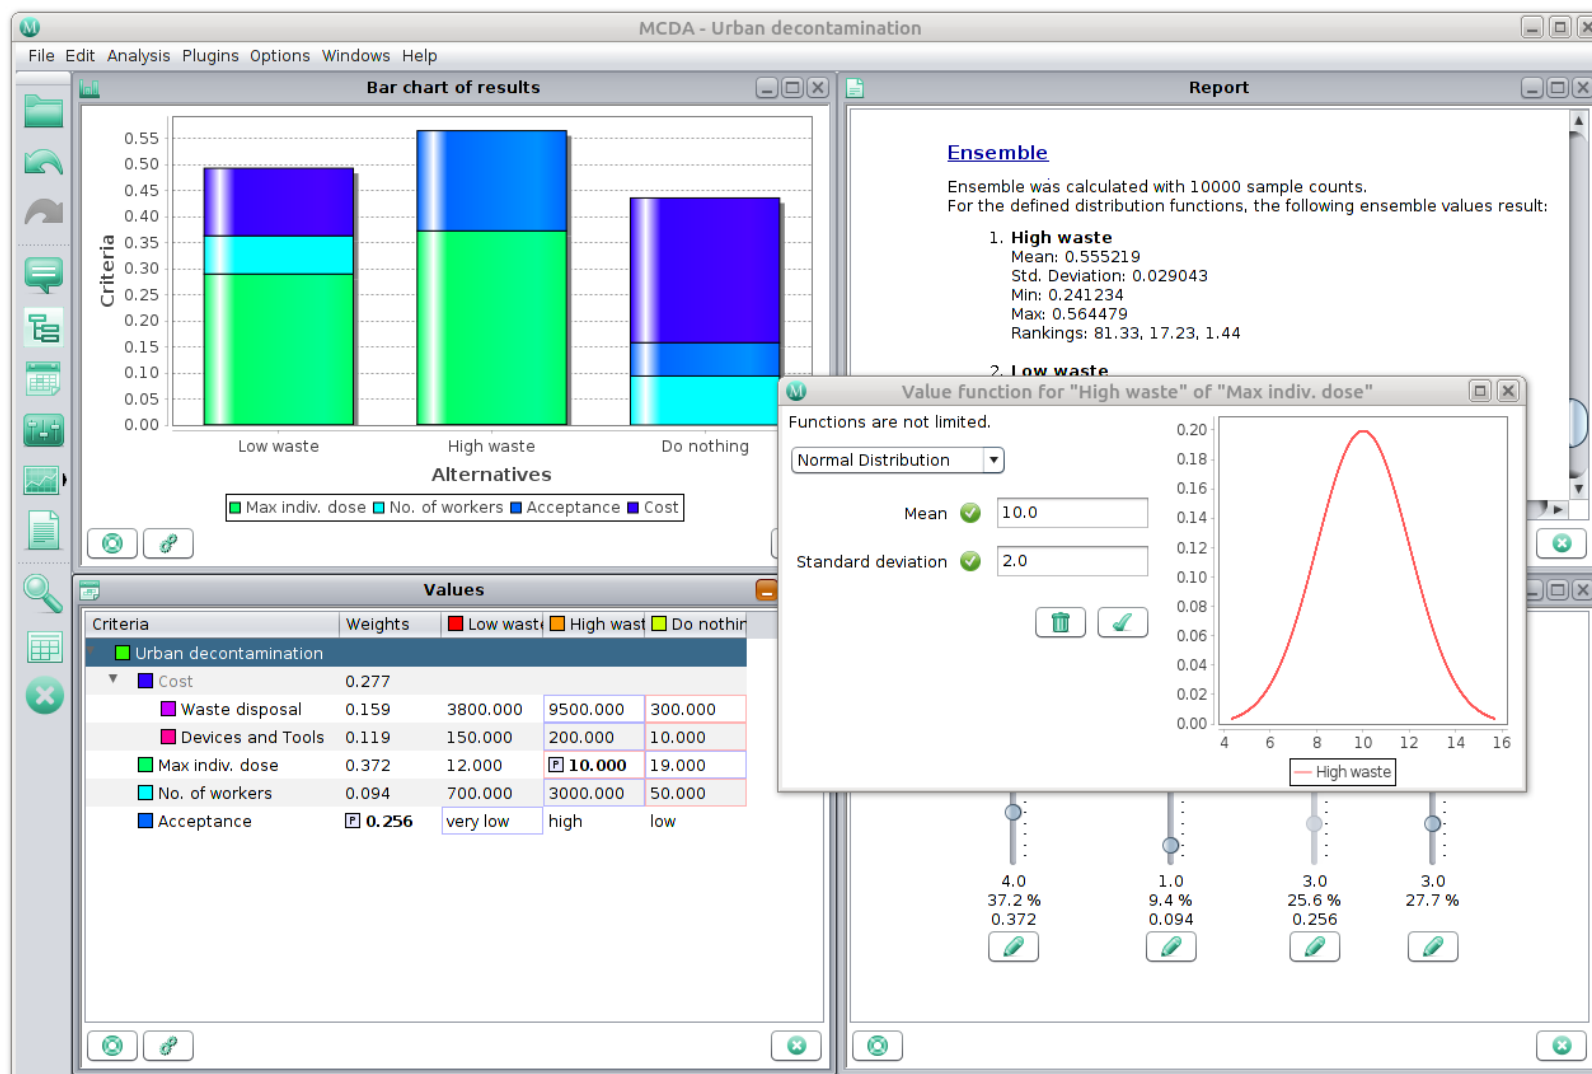 MCDA - Urban decontamination
File Edit Analysis Plugins Options Windows Help
Bar chart of results
0.55
0.50
0.45
0.40
0.35
0.30
0.25
0.20
0.15
0.10
0.05
0.00
Criteria
Low waste High waste Do nothing
Alternatives
Max indiv. dose No. of workers Acceptance Cost
Report
Ensemble
Ensemble was calculated with 10000 sample counts.
For the defined distribution functions, the following ensemble values result:
1. High waste
Mean: 0.555219
Std. Deviation: 0.029043
Min: 0.241234
Max: 0.564479
Rankings: 81.33, 17.23, 1.44
2. Low waste
Value function for "High waste" of "Max indiv. dose"
Functions are not limited.
Normal Distribution
Mean 10.0
Standard deviation 2.0
0.20
0.18
0.16
0.14
0.12
0.10
0.08
0.06
0.04
0.02
0.00
4 6 8 10 12 14 16
High waste
Values
Criteria Weights Low waste High wast Do nothin
Urban decontamination
Cost 0.277
Waste disposal 0.159 3800.000 9500.000 300.000
Devices and Tools 0.119 150.000 200.000 10.000
Max indiv. dose 0.372 12.000 P 10.000 19.000
No. of workers 0.094 700.000 3000.000 50.000
Acceptance P 0.256 very low high low
4.0 1.0 3.0 3.0
37.2 % 9.4 % 25.6 % 27.7 %
0.372 0.094 0.256